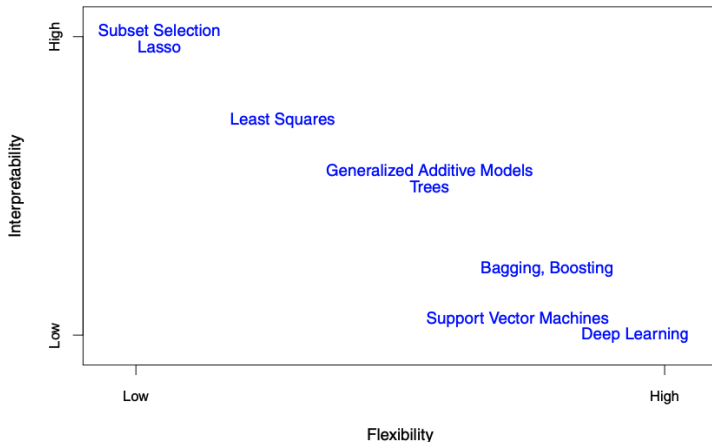 High
Subset Selection
Lasso
Least Squares
Interpretability
Generalized Additive Models
Trees
Bagging, Boosting
Support Vector Machines
Low
Deep Learning
Low
High
Flexibility